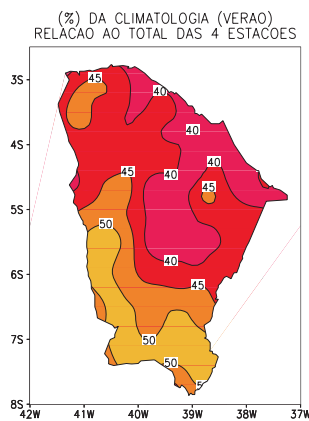 (%) DA CLIMATOLOGIA (VERAO)
RELACAO AO TOTAL DAS 4 ESTACOES
3S
45
40
4S
40
40
45
40
45
5S
50
40
6S
45
7S
50
50
8S
42W 41W 40W 39W 38W 37W